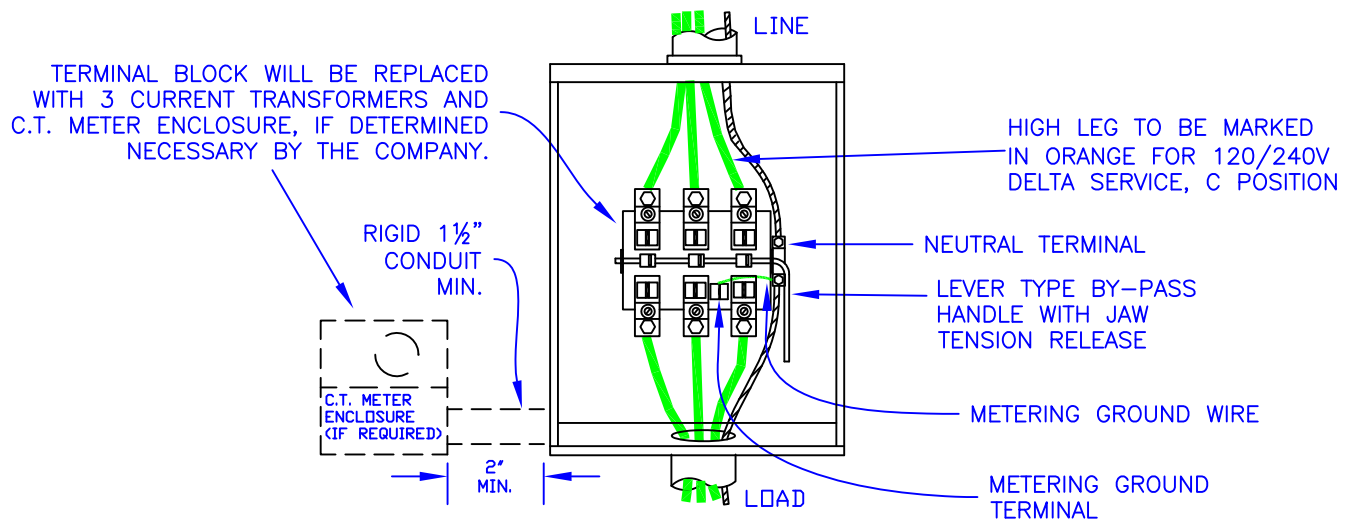 LINE
TERMINAL BLOCK WILL BE REPLACED
WITH 3 CURRENT TRANSFORMERS AND
C.T. METER ENCLOSURE, IF DETERMINED
NECESSARY BY THE COMPANY.
HIGH LEG TO BE MARKED
IN ORANGE FOR 120/240V
DELTA SERVICE, C POSITION
RIGID 1½"
CONDUIT
MIN.
NEUTRAL TERMINAL
LEVER TYPE BY-PASS
HANDLE WITH JAW
TENSION RELEASE
C.T. METER
ENCLOSURE
(IF REQUIRED)
METERING GROUND WIRE
2"
MIN.
METERING GROUND
TERMINAL
LOAD